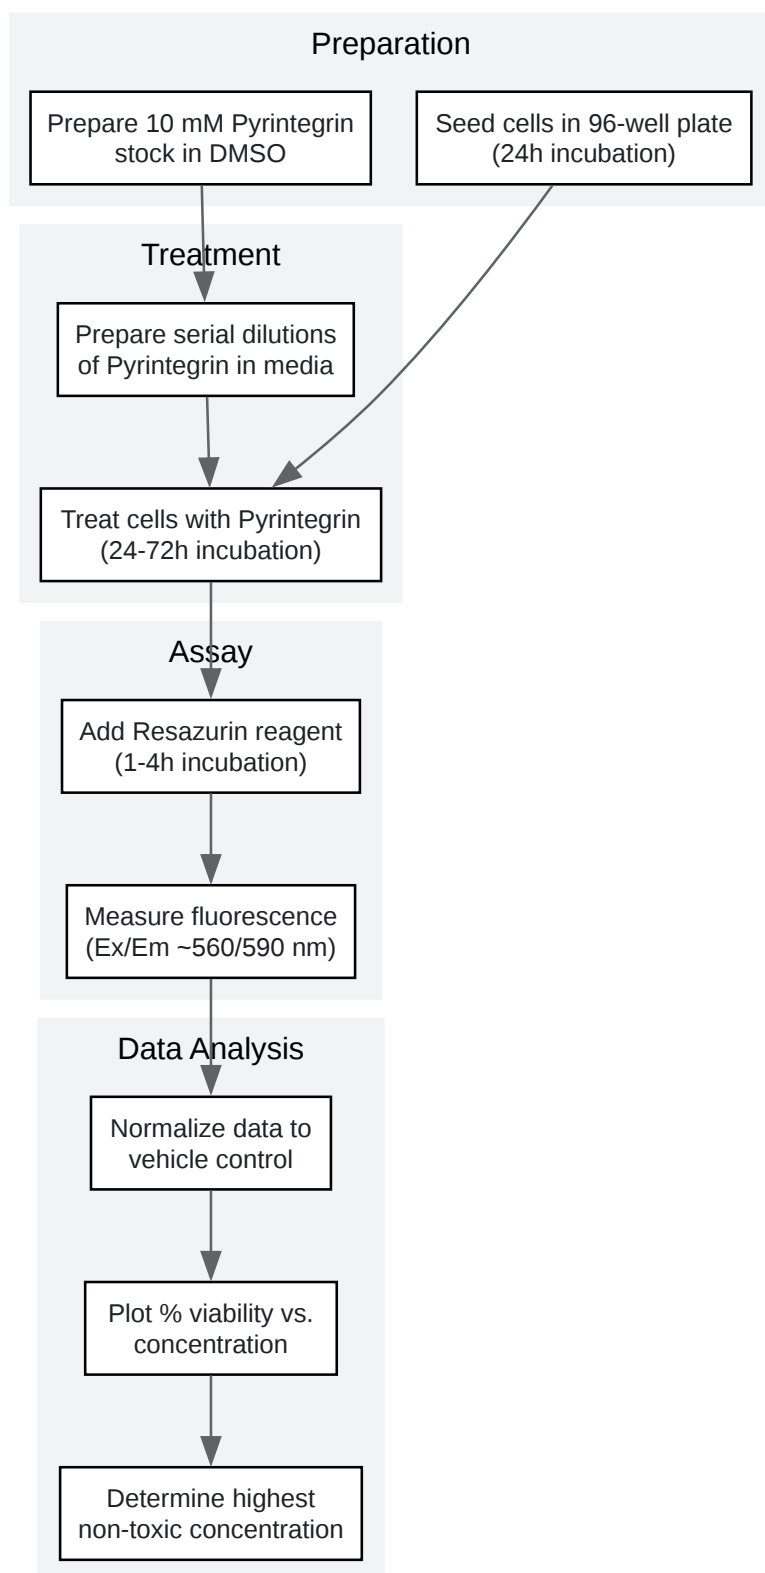 Preparation
Prepare 10 mM Pyrintegrin
stock in DMSO
Seed cells in 96-well plate
(24h incubation)
Treatment
Prepare serial dilutions
of Pyrintegrin in media
Treat cells with Pyrintegrin
(24-72h incubation)
Assay
Add Resazurin reagent
(1-4h incubation)
Measure fluorescence
(Ex/Em ~560/590 nm)
Data Analysis
Normalize data to
vehicle control
Plot % viability vs.
concentration
Determine highest
non-toxic concentration